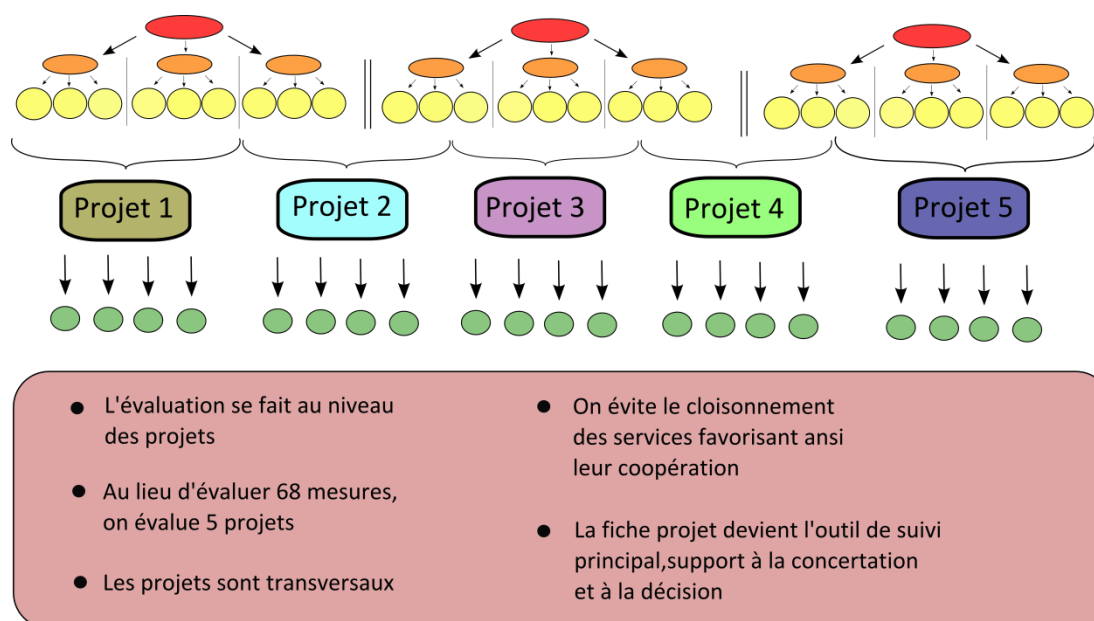 Projet 1
Projet 2
Projet 3
Projet 4
Projet 5
L'évaluation se fait au niveau
des projets
Au lieu d'évaluer 68 mesures,
on évalue 5 projets
Les projets sont transversaux
On évite le cloisonnement
des services favorisant ansi
leur coopération
La fiche projet devient l'outil de suivi
principal,support à la concertation
et à la décision